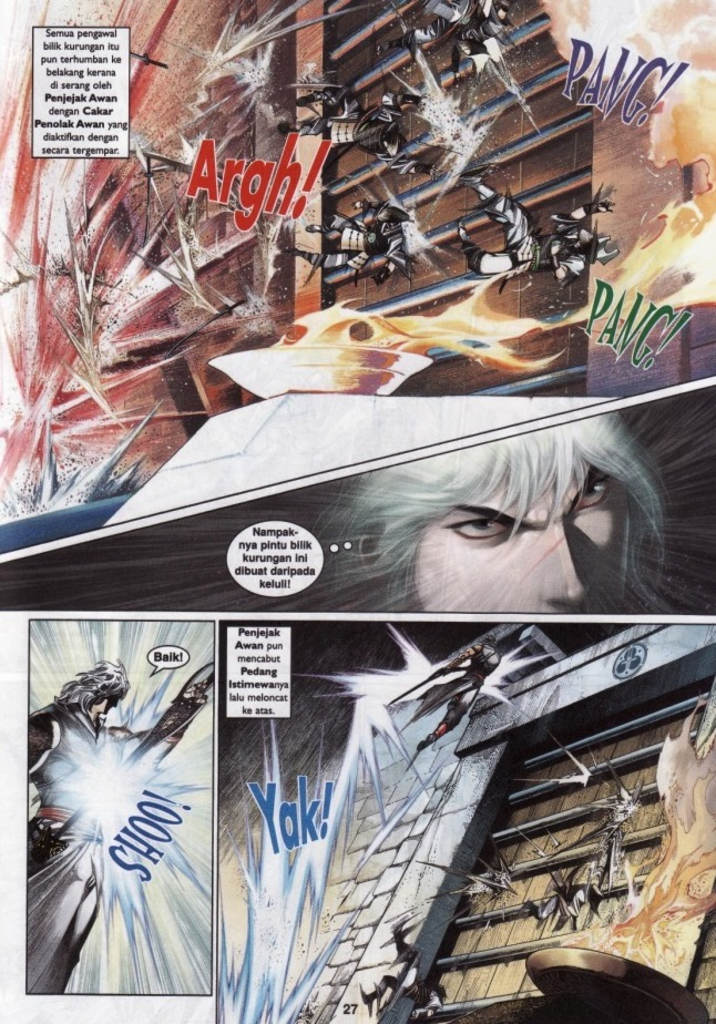 Semua pengawal
bilik kurungan itu
pun terhumban ke
belakang kerana
di serang oleh
Penjejak Awan
dengan Cakar
Penolak Awan yang
diaktifkan dengan
secara tergempar.
PANG!
Argh!
PANG!
Nampak-
nya pintu bilik
kurungan ini
dibuat daripada
keluli!
Baik!
SHOO!
Penjejak
Awan pun
mencabut
Pedang
Istimewanya
lalu meloncat
ke atas.
Yak!
27